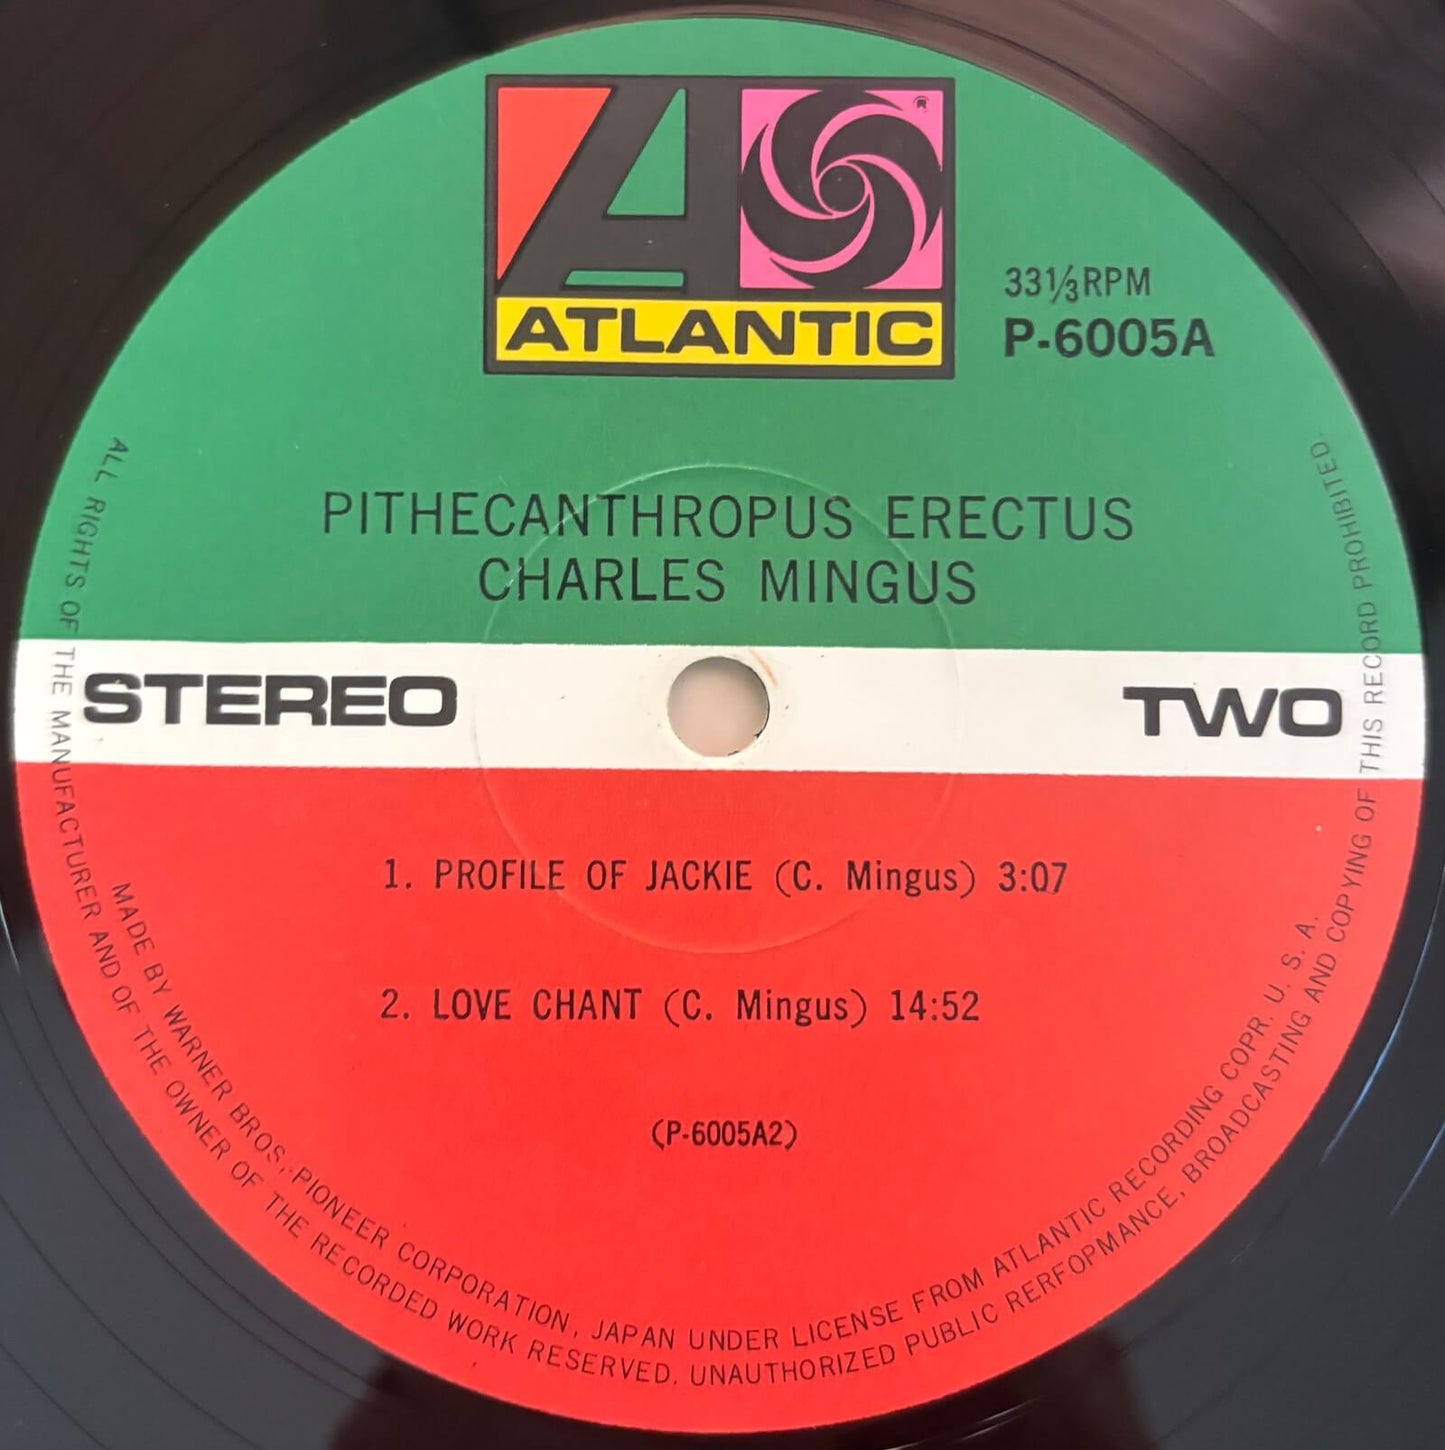 ATLANTIC
33⅓RPM
P-6005A
PITHECANTHROPUS ERECTUS
CHARLES MINGUS
STEREO
TWO
1. PROFILE OF JACKIE (C. Mingus) 3:07
2. LOVE CHANT (C. Mingus) 14:52
(P-6005A2)
MADE BY WARNER BROS., PIONEER CORPORATION, JAPAN UNDER LICENSE FROM ATLANTIC RECORDING COPR. U. S. A.
ALL RIGHTS OF THE MANUFACTURER AND OF THE OWNER OF THE RECORDED WORK RESERVED. UNAUTHORIZED PUBLIC RERFOPMANCE, BROADCASTING AND COPYING OF THIS RECORD PROHIBITED.